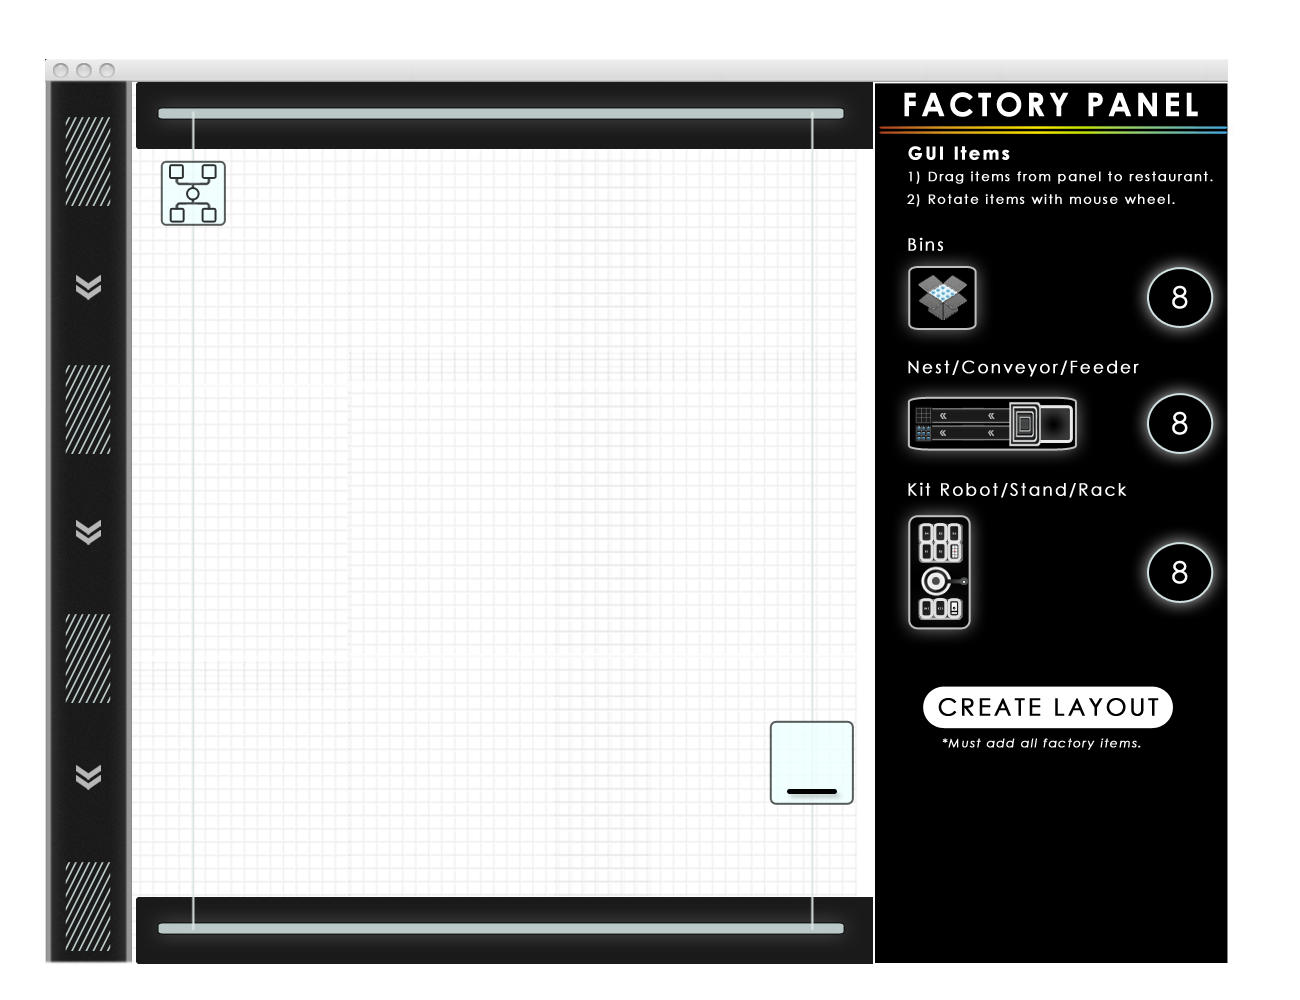 FACTORY PANEL
GUI Items
1) Drag items from panel to restaurant.
2) Rotate items with mouse wheel.
Bins
8
Nest/Conveyor/Feeder
8
Kit Robot/Stand/Rack
8
CREATE LAYOUT
*Must add all factory items.